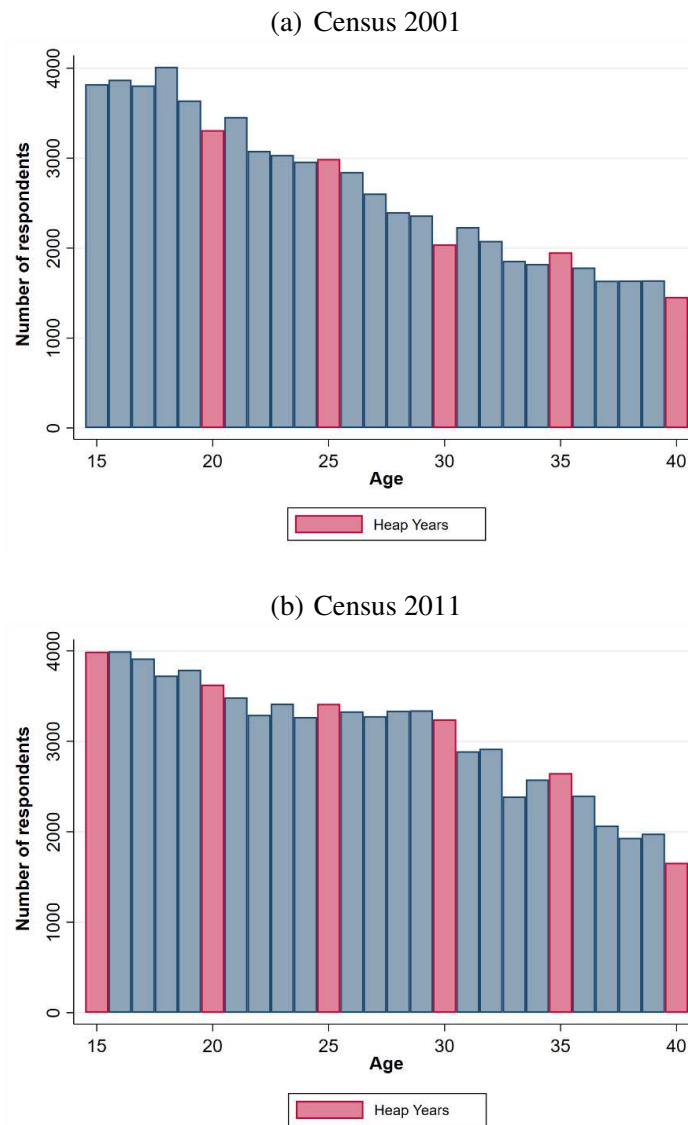 (a) Census 2001
Number of respondents
4000
3000
2000
1000
0
15 20 25 30 35 40
Age
Heap Years
(b) Census 2011
Number of respondents
4000
3000
2000
1000
0
15 20 25 30 35 40
Age
Heap Years